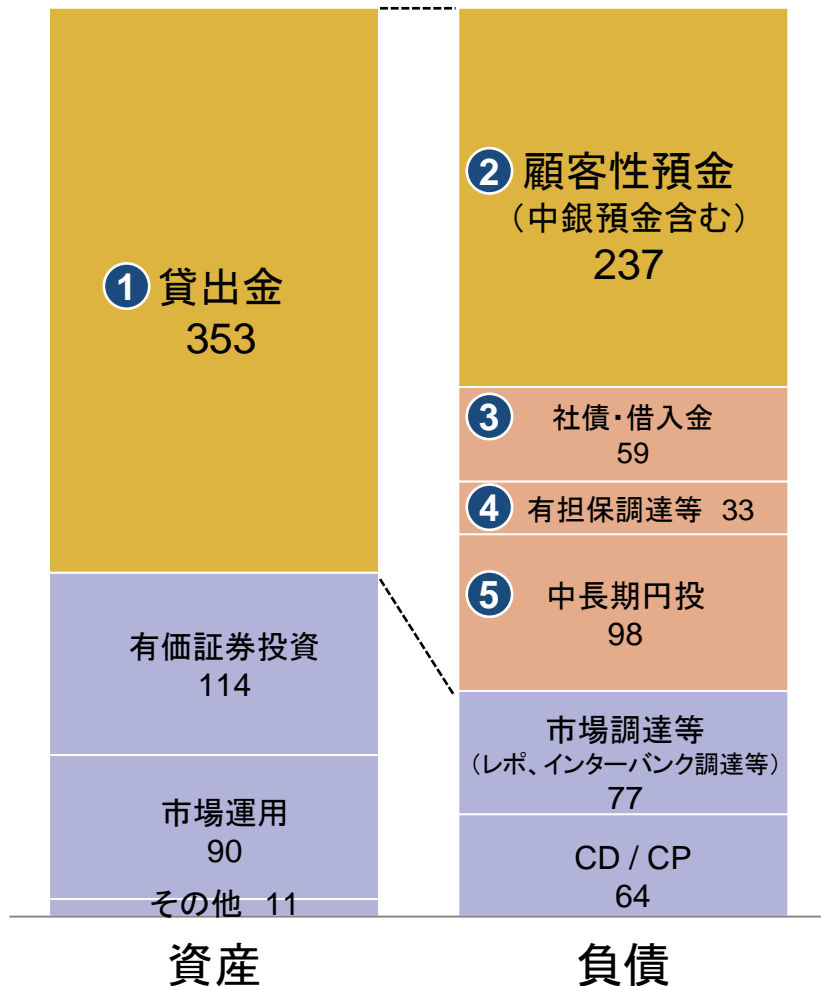 1 貸出金
353
有価証券投資
114
市場運用
90
その他 11
資産
2 顧客性預金
（中銀預金含む）
237
3 社債・借入金
59
4 有担保調達等 33
5 中長期円投
98
市場調達等
（レポ、インターバンク調達等）
77
CD / CP
64
負債